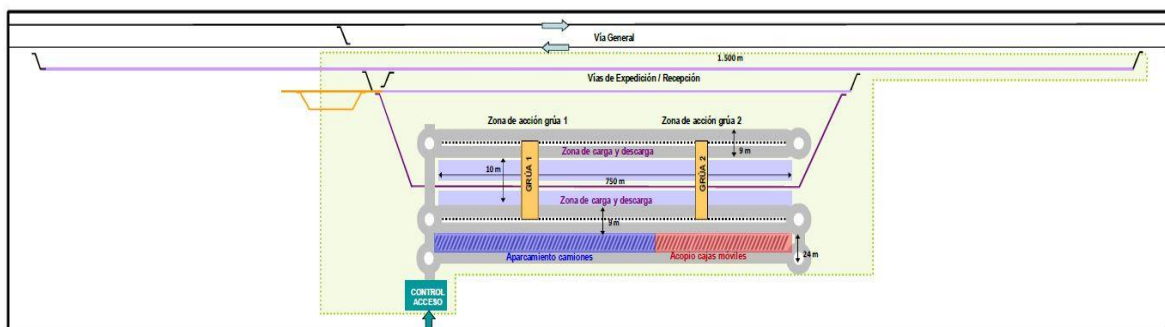 Vía General
1.500 m
Vías de Expedición / Recepción
Zona de acción grúa 1
Zona de acción grúa 2
Zona de carga y descarga
9 m
GRÚA 1
GRÚA 2
10 m
750 m
Zona de carga y descarga
9 m
24 m
Aparcamiento camiones
Acopio cajas móviles
CONTROL
ACCESO